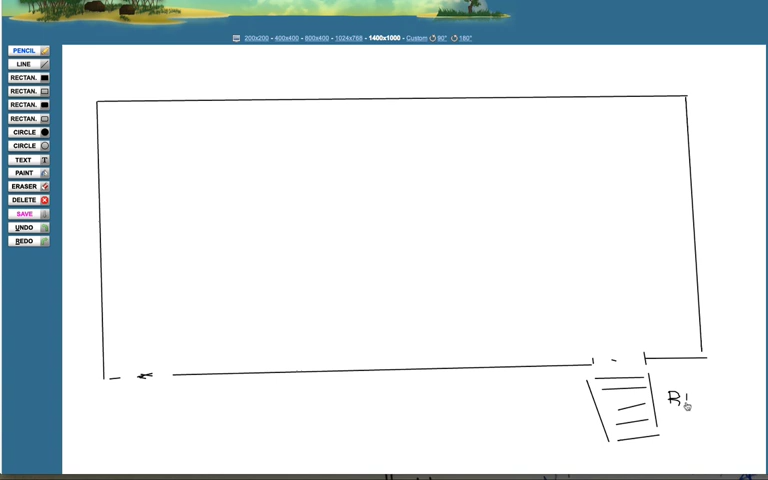 200x200 - 400x400 - 800x400 - 1024x768 - 1400x1000 - Custom 90° 180°
PENCIL
LINE
RECTAN.
RECTAN.
RECTAN.
RECTAN.
CIRCLE
CIRCLE
TEXT T
PAINT
ERASER
DELETE
SAVE
UNDO
REDO